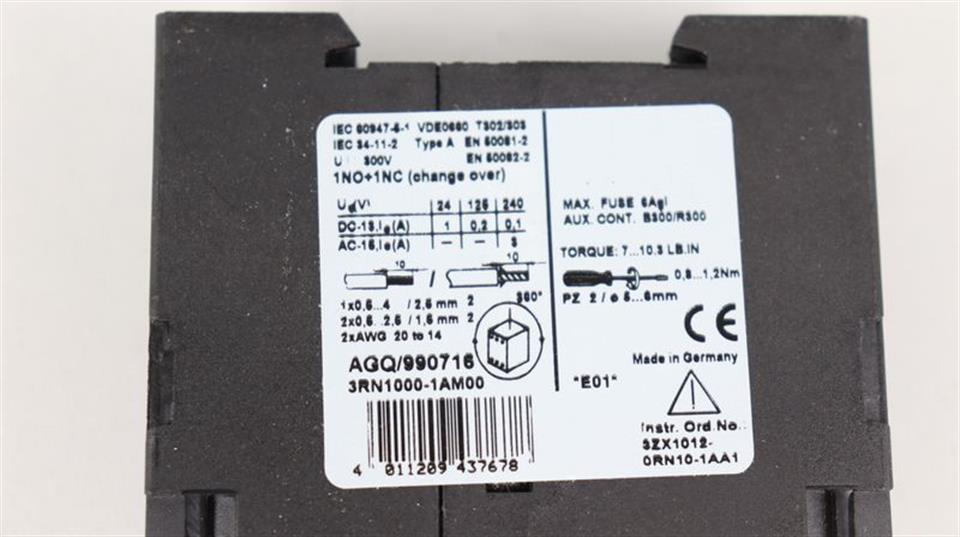 IEC 60947-5-1 VDE0660 T302/303
IEC 34-11-2 Type A EN 50081-2
U 300V EN 50082-2
1NO+1NC (change over)
Ue(V) 24 125 240
DC-13,Ie(A) 1 0,2 0,1
AC-15,Ie(A) — — 3
10 / 10
1x0,5...4 / 2,5 mm 2
2x0,5...2,5 / 1,5 mm 2
2xAWG 20 to 14
360°
AGQ/990716
3RN1000-1AM00
4 011209 437678
MAX. FUSE 6Agl
AUX. CONT. B300/R300
TORQUE: 7...10.3 LB.IN
0,8...1,2Nm
PZ 2 / ø 5...6mm
CE
Made in Germany
"E01"
Instr. Ord.No.:
3ZX1012-
0RN10-1AA1